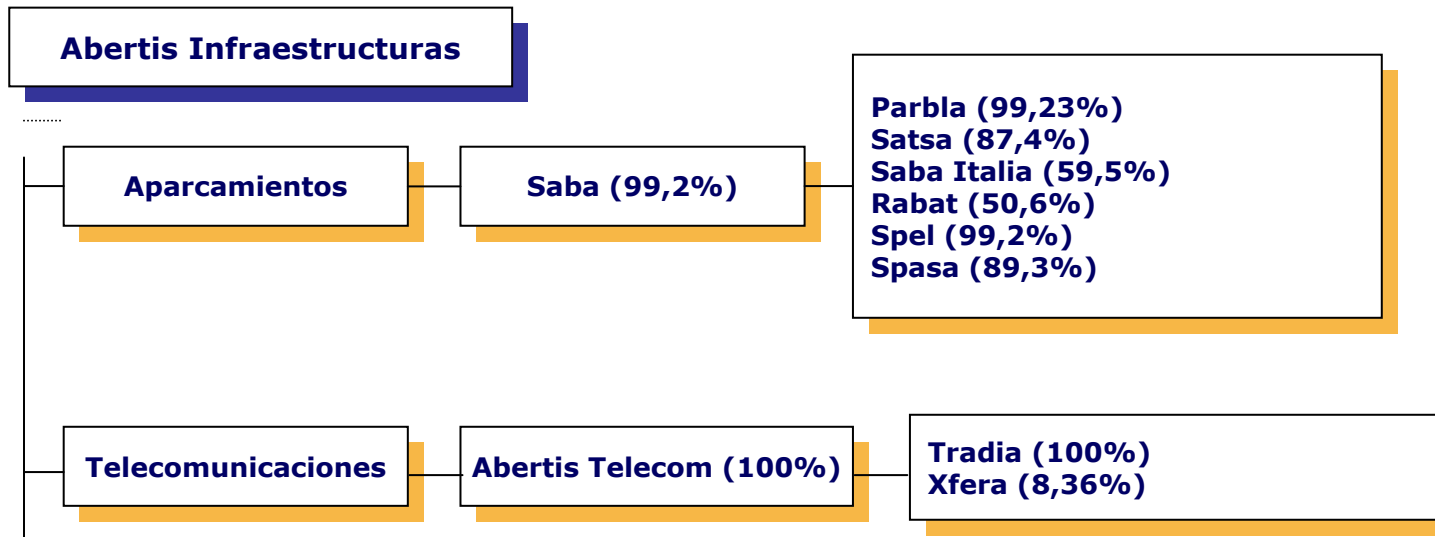 Abertis Infraestructuras
..........
Aparcamientos
Saba (99,2%)
Parbla (99,23%)
Satsa (87,4%)
Saba Italia (59,5%)
Rabat (50,6%)
Spel (99,2%)
Spasa (89,3%)
Telecomunicaciones
Abertis Telecom (100%)
Tradia (100%)
Xfera (8,36%)